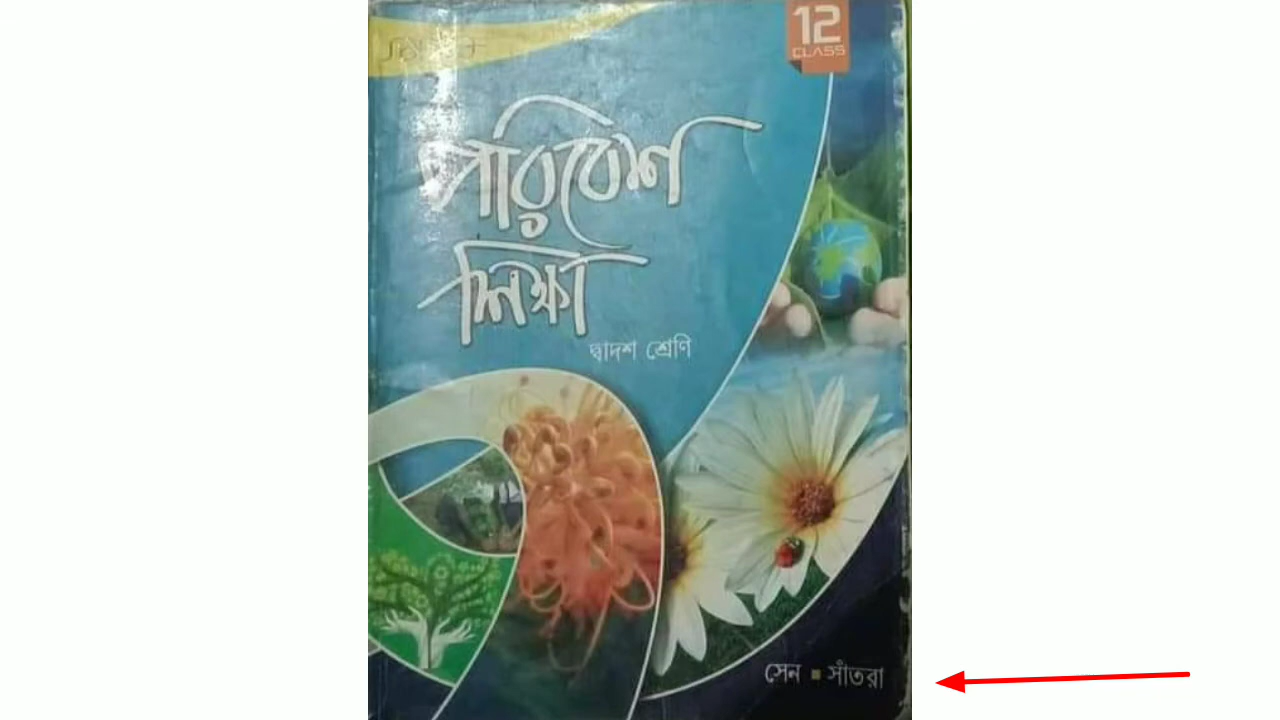 12
CLASS
পরিবেশ
শিক্ষা
দ্বাদশ শ্রেণি
সেন ▪ সাঁতরা